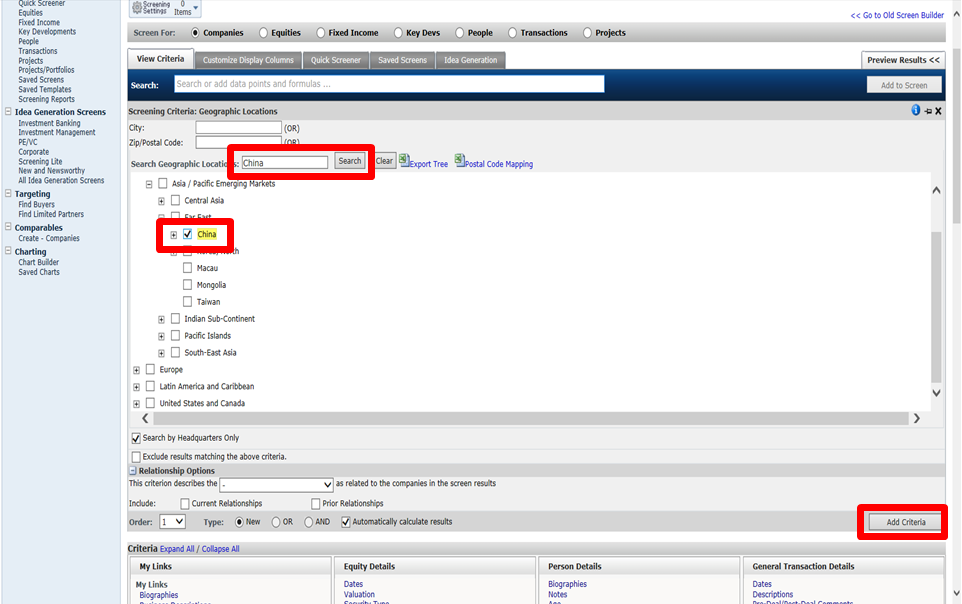 Quick Screener
Equities
Fixed Income
Key Developments
People
Transactions
Projects
Projects/Portfolios
Saved Screens
Saved Templates
Screening Reports
Idea Generation Screens
Investment Banking
Investment Management
PE/VC
Corporate
Screening Lite
New and Newsworthy
All Idea Generation Screens
Targeting
Find Buyers
Find Limited Partners
Comparables
Create - Companies
Charting
Chart Builder
Saved Charts
Screening Settings 0 Items
<< Go to Old Screen Builder
Screen For: Companies Equities Fixed Income Key Devs People Transactions Projects
View Criteria Customize Display Columns Quick Screener Saved Screens Idea Generation Preview Results <<
Search: Search or add data points and formulas ... Add to Screen
Screening Criteria: Geographic Locations
City: (OR)
Zip/Postal Code: (OR)
Search Geographic Locations: China Search Clear Export Tree Postal Code Mapping
Asia / Pacific Emerging Markets
Central Asia
Far East
China
North
Macau
Mongolia
Taiwan
Indian Sub-Continent
Pacific Islands
South-East Asia
Europe
Latin America and Caribbean
United States and Canada
Search by Headquarters Only
Exclude results matching the above criteria.
Relationship Options
This criterion describes the - as related to the companies in the screen results
Include: Current Relationships Prior Relationships
Order: 1 Type: New OR AND Automatically calculate results Add Criteria
Criteria Expand All / Collapse All
My Links Equity Details Person Details General Transaction Details
My Links Dates Biographies Dates
Biographies Valuation Notes Descriptions
Business Descriptions Security Type Age Pre-Deal/Post-Deal Comments